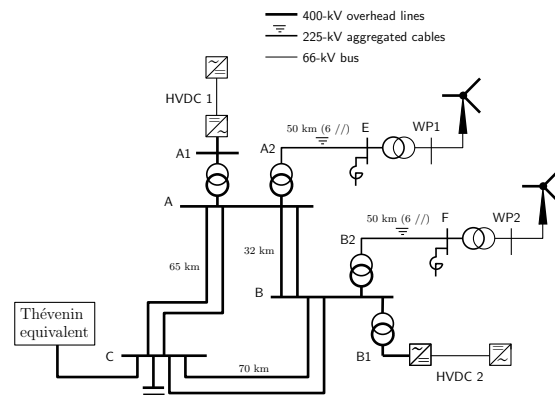 400-kV overhead lines
225-kV aggregated cables
66-kV bus
HVDC 1
A1
A2
50 km (6 //)
E
WP1
A
65 km
32 km
B2
50 km (6 //)
F
WP2
B
Thévenin
equivalent
C
70 km
B1
HVDC 2